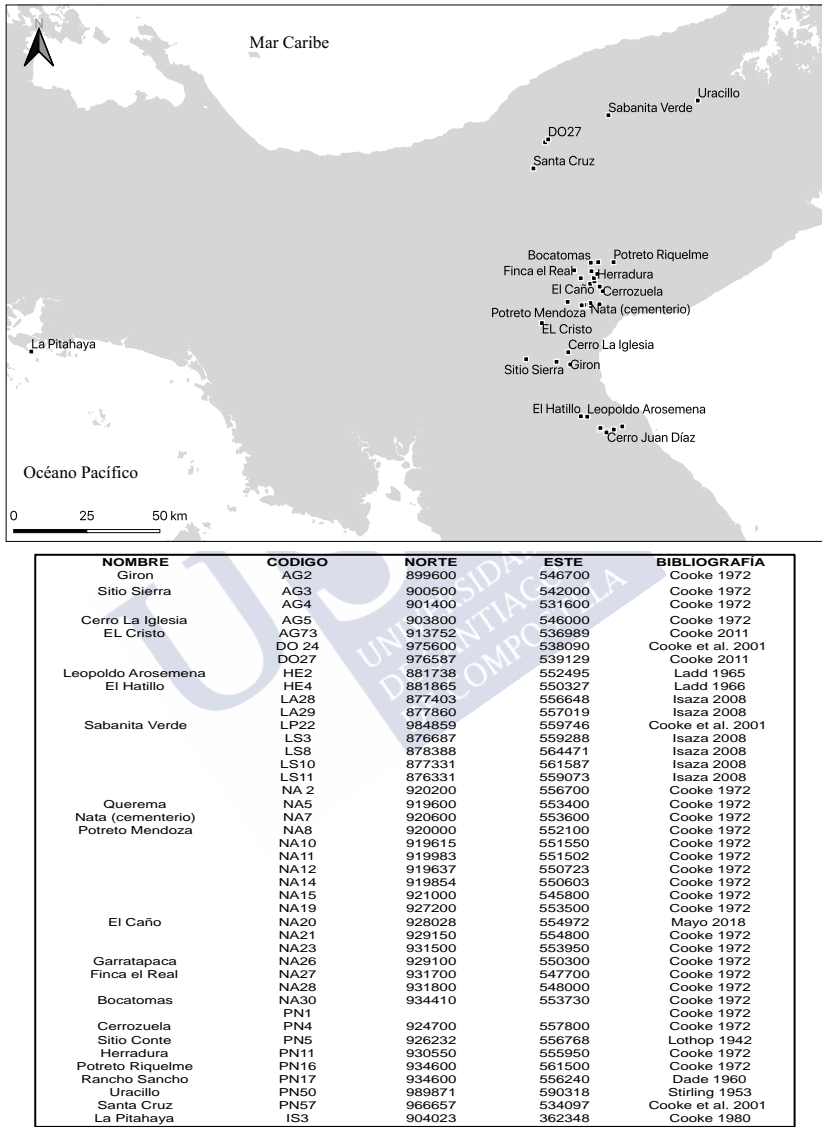 N
Mar Caribe
Uracillo
Sabanita Verde
DO27
Santa Cruz
Bocatomas
Potreto Riquelme
Finca el Real
Herradura
El Caño
Cerrozuela
Potreto Mendoza
Nata (cementerio)
EL Cristo
La Pitahaya
Cerro La Iglesia
Sitio Sierra
Giron
El Hatillo
Leopoldo Arosemena
Cerro Juan Díaz
Océano Pacífico
0 25 50 km
NOMBRE CODIGO NORTE ESTE BIBLIOGRAFÍA
Giron AG2 899600 546700 Cooke 1972
Sitio Sierra AG3 900500 542000 Cooke 1972
AG4 901400 531600 Cooke 1972
Cerro La Iglesia AG5 903800 546000 Cooke 1972
EL Cristo AG73 913752 536989 Cooke 2011
DO 24 975600 538090 Cooke et al. 2001
DO27 976587 539129 Cooke 2011
Leopoldo Arosemena HE2 881738 552495 Ladd 1965
El Hatillo HE4 881865 550327 Ladd 1966
LA28 877403 556648 Isaza 2008
LA29 877860 557019 Isaza 2008
Sabanita Verde LP22 984859 559746 Cooke et al. 2001
LS3 876687 559288 Isaza 2008
LS8 878388 564471 Isaza 2008
LS10 877331 561587 Isaza 2008
LS11 876331 559073 Isaza 2008
NA 2 920200 556700 Cooke 1972
Querema NA5 919600 553400 Cooke 1972
Nata (cementerio) NA7 920600 553600 Cooke 1972
Potreto Mendoza NA8 920000 552100 Cooke 1972
NA10 919615 551550 Cooke 1972
NA11 919983 551502 Cooke 1972
NA12 919637 550723 Cooke 1972
NA14 919854 550603 Cooke 1972
NA15 921000 545800 Cooke 1972
NA19 927200 553500 Cooke 1972
El Caño NA20 928028 554972 Mayo 2018
NA21 929150 554800 Cooke 1972
NA23 931500 553950 Cooke 1972
Garratapaca NA26 929100 550300 Cooke 1972
Finca el Real NA27 931700 547700 Cooke 1972
NA28 931800 548000 Cooke 1972
Bocatomas NA30 934410 553730 Cooke 1972
PN1 Cooke 1972
Cerrozuela PN4 924700 557800 Cooke 1972
Sitio Conte PN5 926232 556768 Lothop 1942
Herradura PN11 930550 555950 Cooke 1972
Potreto Riquelme PN16 934600 561500 Cooke 1972
Rancho Sancho PN17 934600 556240 Dade 1960
Uracillo PN50 989871 590318 Stirling 1953
Santa Cruz PN57 966657 534097 Cooke et al. 2001
La Pitahaya IS3 904023 362348 Cooke 1980